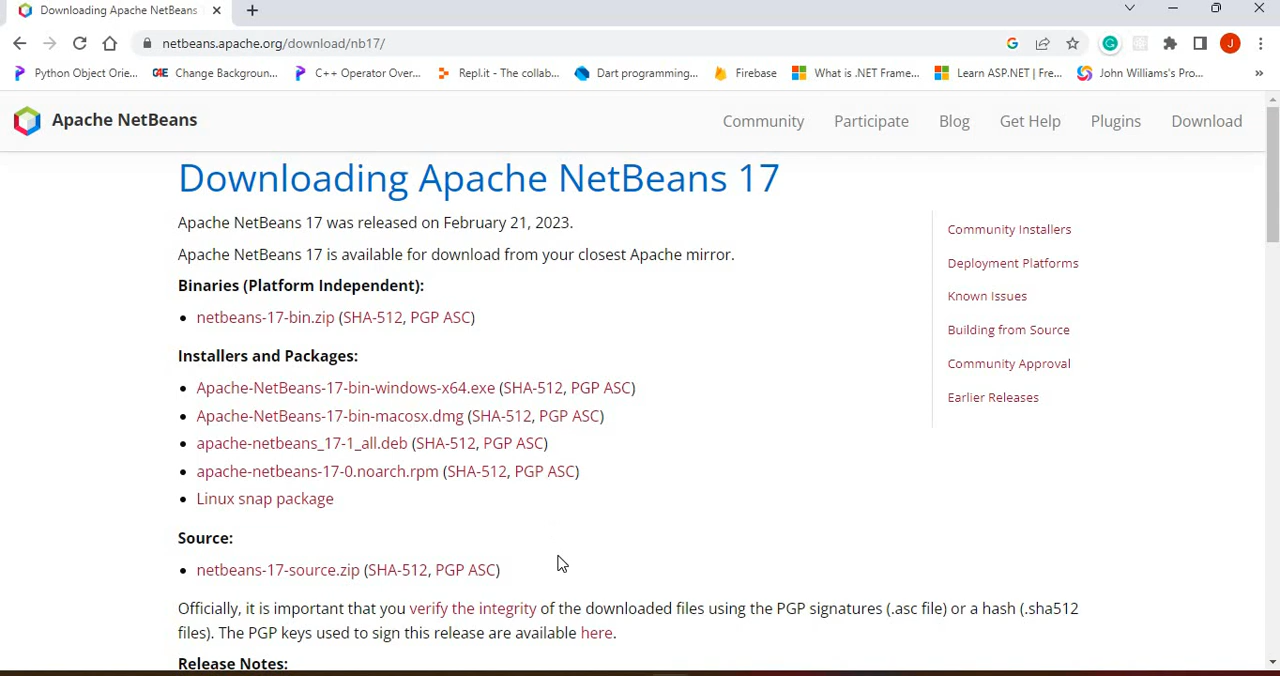 Downloading Apache NetBeans
netbeans.apache.org/download/nb17/
J
Python Object Orie...
CAE Change Backgroun...
C++ Operator Over...
Repl.it - The collab...
Dart programming...
Firebase
What is .NET Frame...
Learn ASP.NET | Fre...
John Williams's Pro...
»
Apache NetBeans
Community
Participate
Blog
Get Help
Plugins
Download
Downloading Apache NetBeans 17
Apache NetBeans 17 was released on February 21, 2023.
Apache NetBeans 17 is available for download from your closest Apache mirror.
Binaries (Platform Independent):
• netbeans-17-bin.zip (SHA-512, PGP ASC)
Installers and Packages:
• Apache-NetBeans-17-bin-windows-x64.exe (SHA-512, PGP ASC)
• Apache-NetBeans-17-bin-macosx.dmg (SHA-512, PGP ASC)
• apache-netbeans_17-1_all.deb (SHA-512, PGP ASC)
• apache-netbeans-17-0.noarch.rpm (SHA-512, PGP ASC)
• Linux snap package
Source:
• netbeans-17-source.zip (SHA-512, PGP ASC)
Officially, it is important that you verify the integrity of the downloaded files using the PGP signatures (.asc file) or a hash (.sha512
files). The PGP keys used to sign this release are available here.
Release Notes:
Community Installers
Deployment Platforms
Known Issues
Building from Source
Community Approval
Earlier Releases